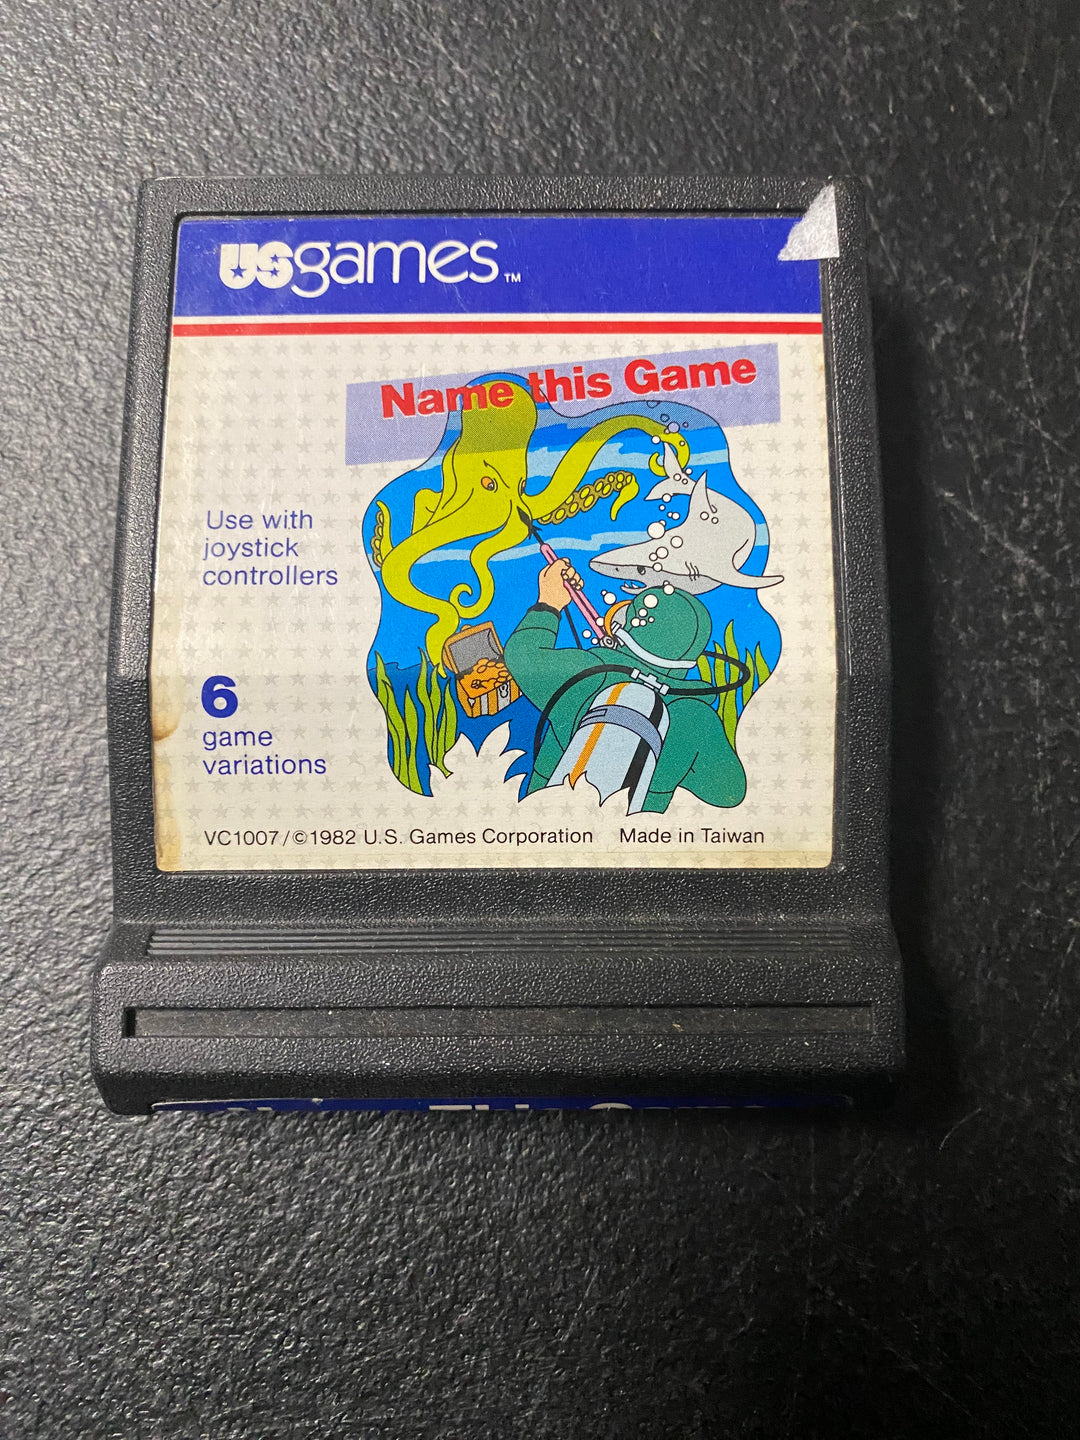 usgames™
Name this Game
Use with
joystick
controllers
6
game
variations
VC1007/©1982 U.S. Games Corporation Made in Taiwan